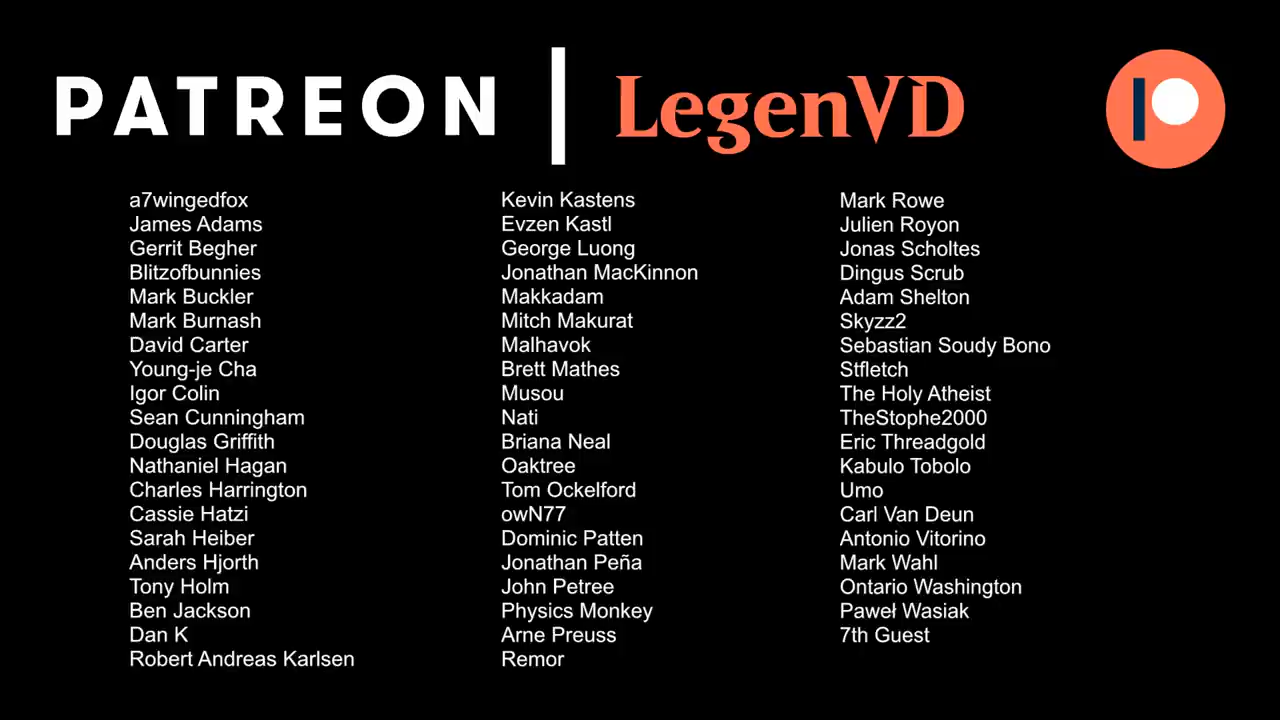 PATREON | LegenVD
a7wingedfox
James Adams
Gerrit Begher
Blitzofbunnies
Mark Buckler
Mark Burnash
David Carter
Young-je Cha
Igor Colin
Sean Cunningham
Douglas Griffith
Nathaniel Hagan
Charles Harrington
Cassie Hatzi
Sarah Heiber
Anders Hjorth
Tony Holm
Ben Jackson
Dan K
Robert Andreas Karlsen
Kevin Kastens
Evzen Kastl
George Luong
Jonathan MacKinnon
Makkadam
Mitch Makurat
Malhavok
Brett Mathes
Musou
Nati
Briana Neal
Oaktree
Tom Ockelford
owN77
Dominic Patten
Jonathan Peña
John Petree
Physics Monkey
Arne Preuss
Remor
Mark Rowe
Julien Royon
Jonas Scholtes
Dingus Scrub
Adam Shelton
Skyzz2
Sebastian Soudy Bono
Stfletch
The Holy Atheist
TheStophe2000
Eric Threadgold
Kabulo Tobolo
Umo
Carl Van Deun
Antonio Vitorino
Mark Wahl
Ontario Washington
Paweł Wasiak
7th Guest